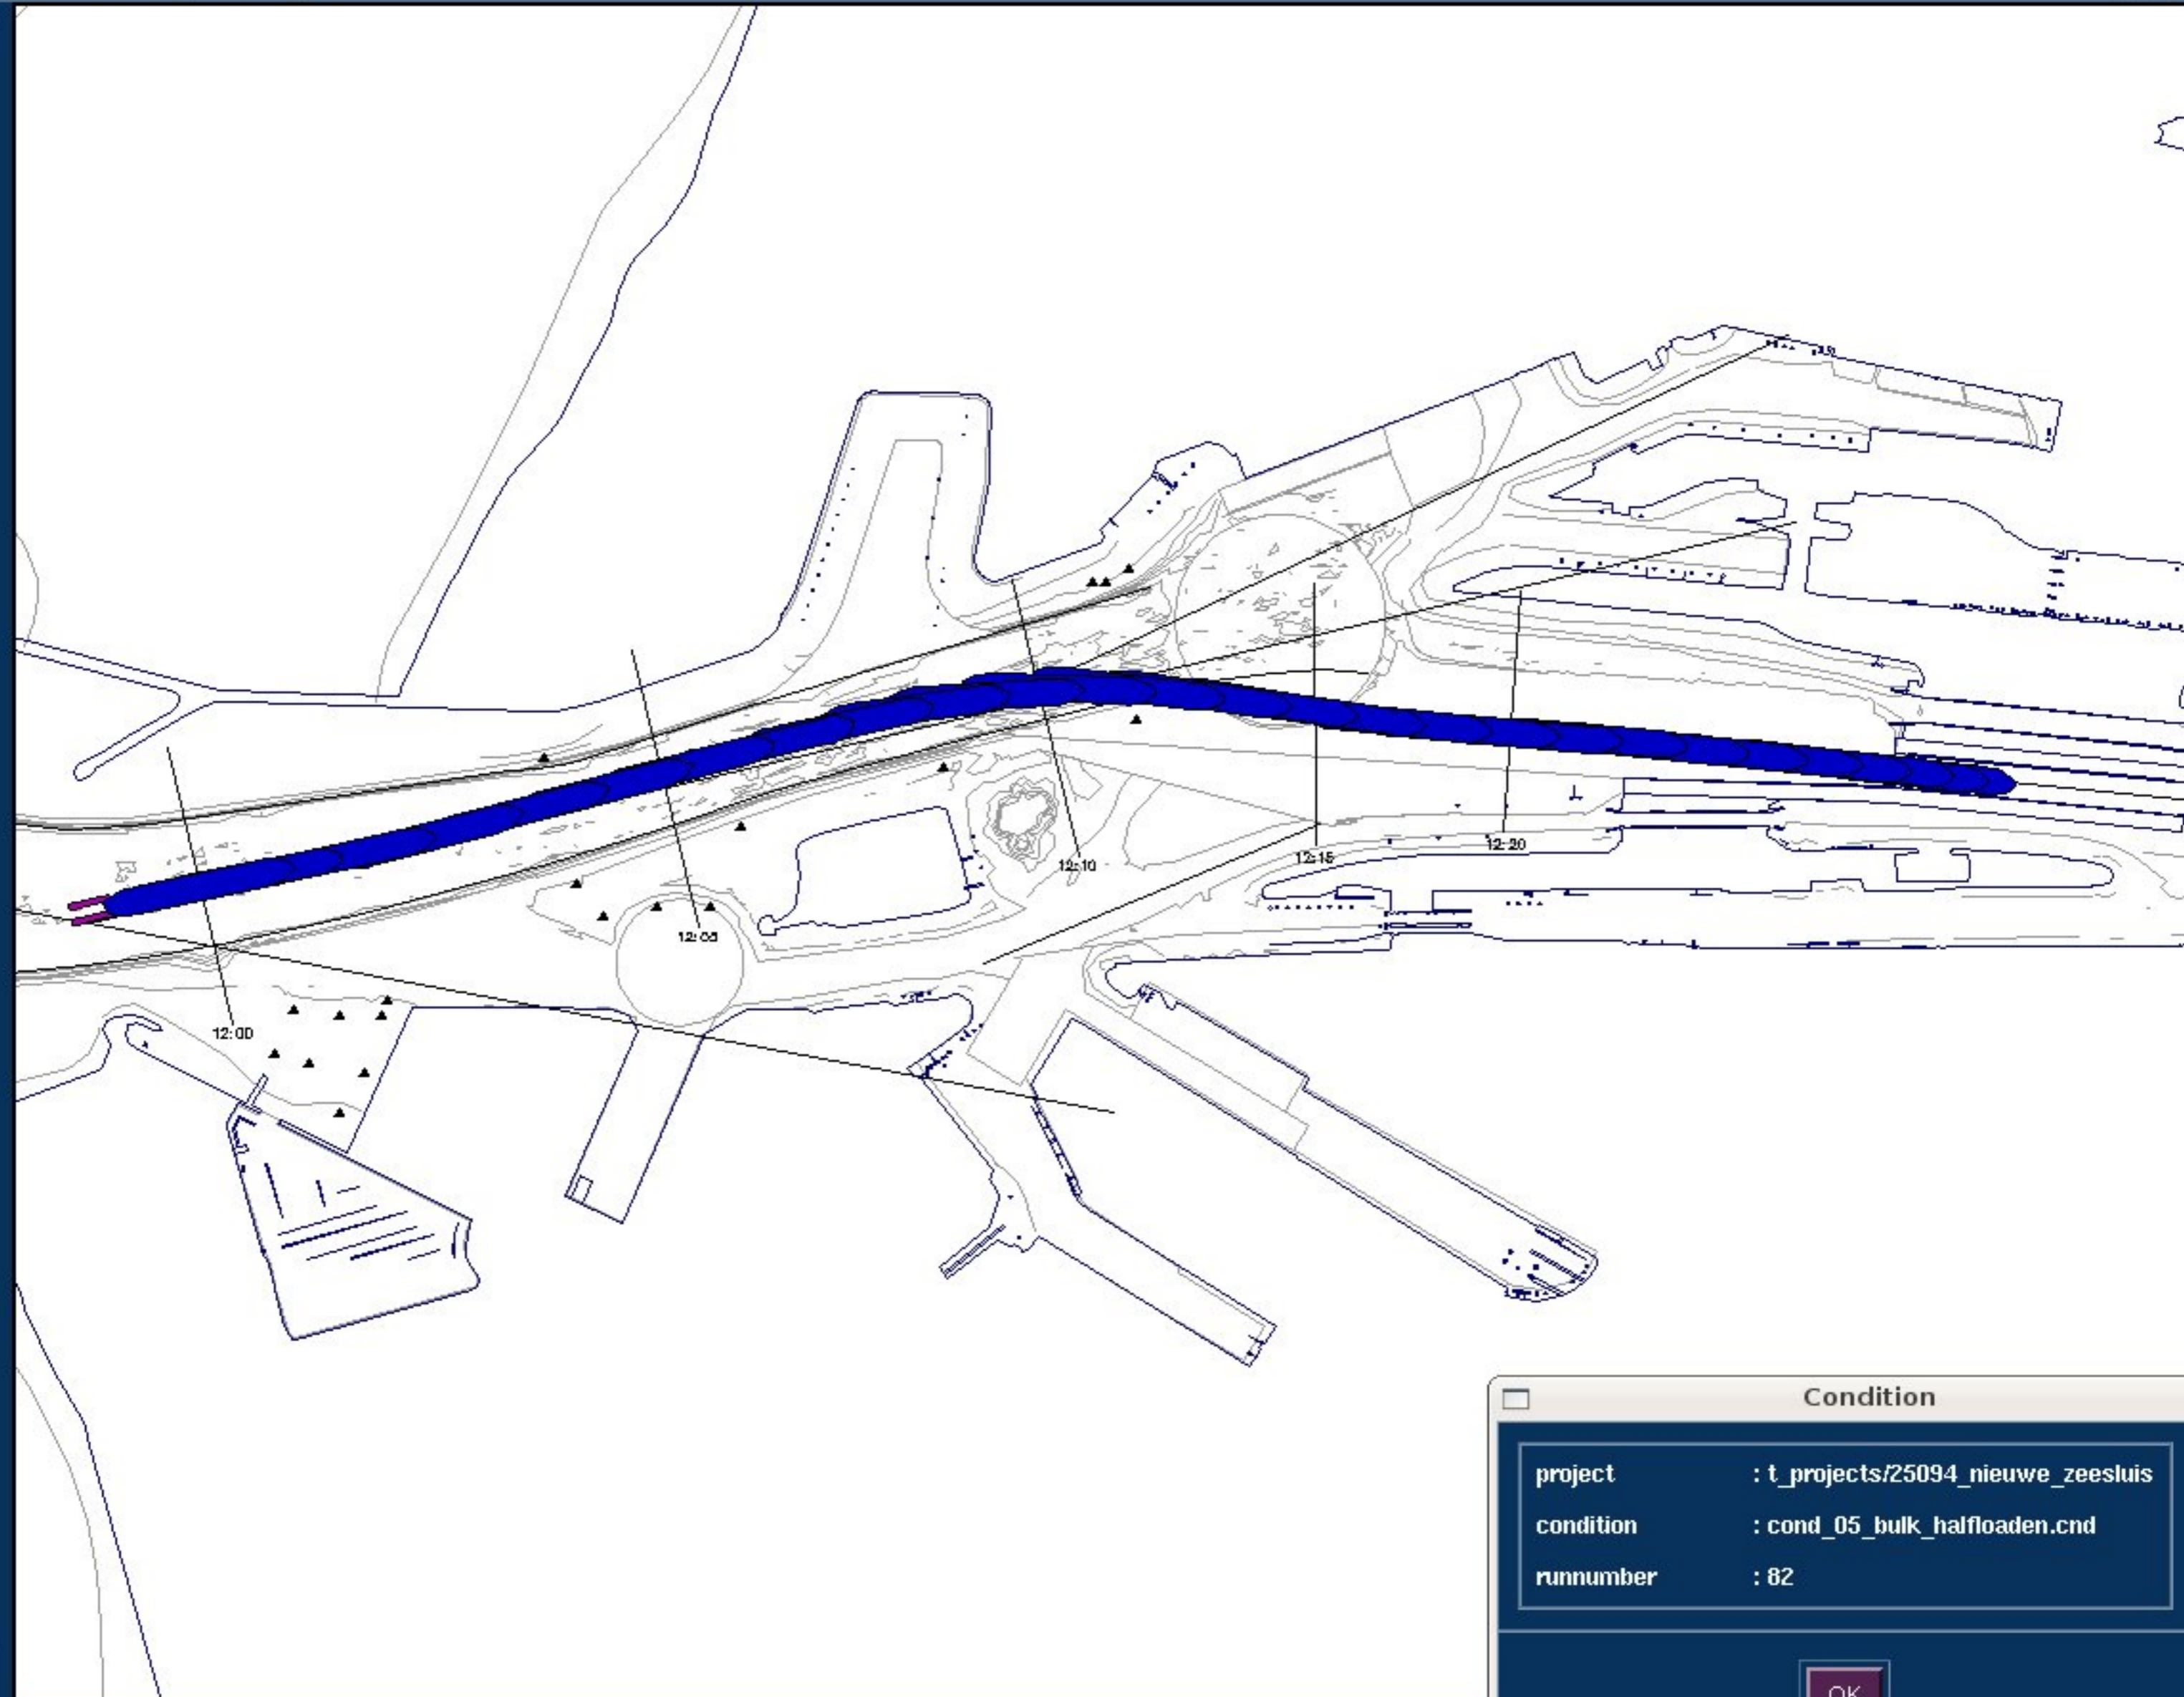 12:10
12:15
12:20
12:05
12:00
Condition
project : t_projects/25094_nieuwe_zeesluis
condition : cond_05_bulk_halfloaden.cnd
runnumber : 82
OK